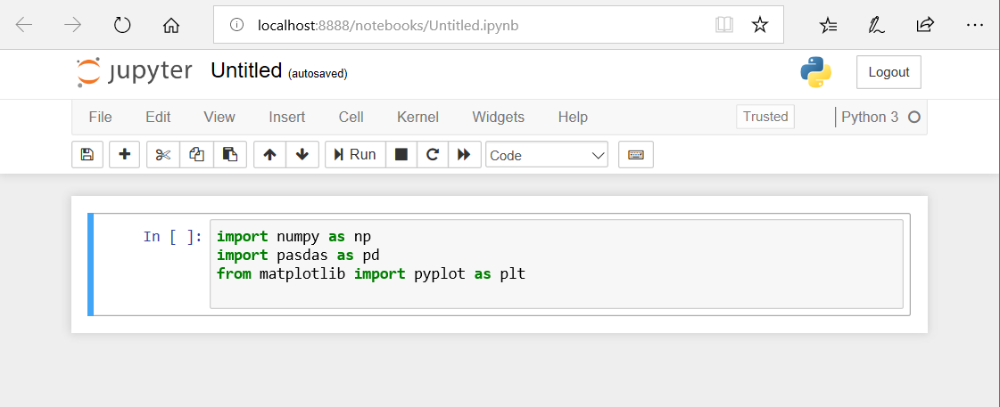 localhost:8888/notebooks/Untitled.ipynb
jupyter Untitled (autosaved) Logout
File Edit View Insert Cell Kernel Widgets Help Trusted Python 3
Run Code
In [ ]: import numpy as np
import pasdas as pd
from matplotlib import pyplot as plt